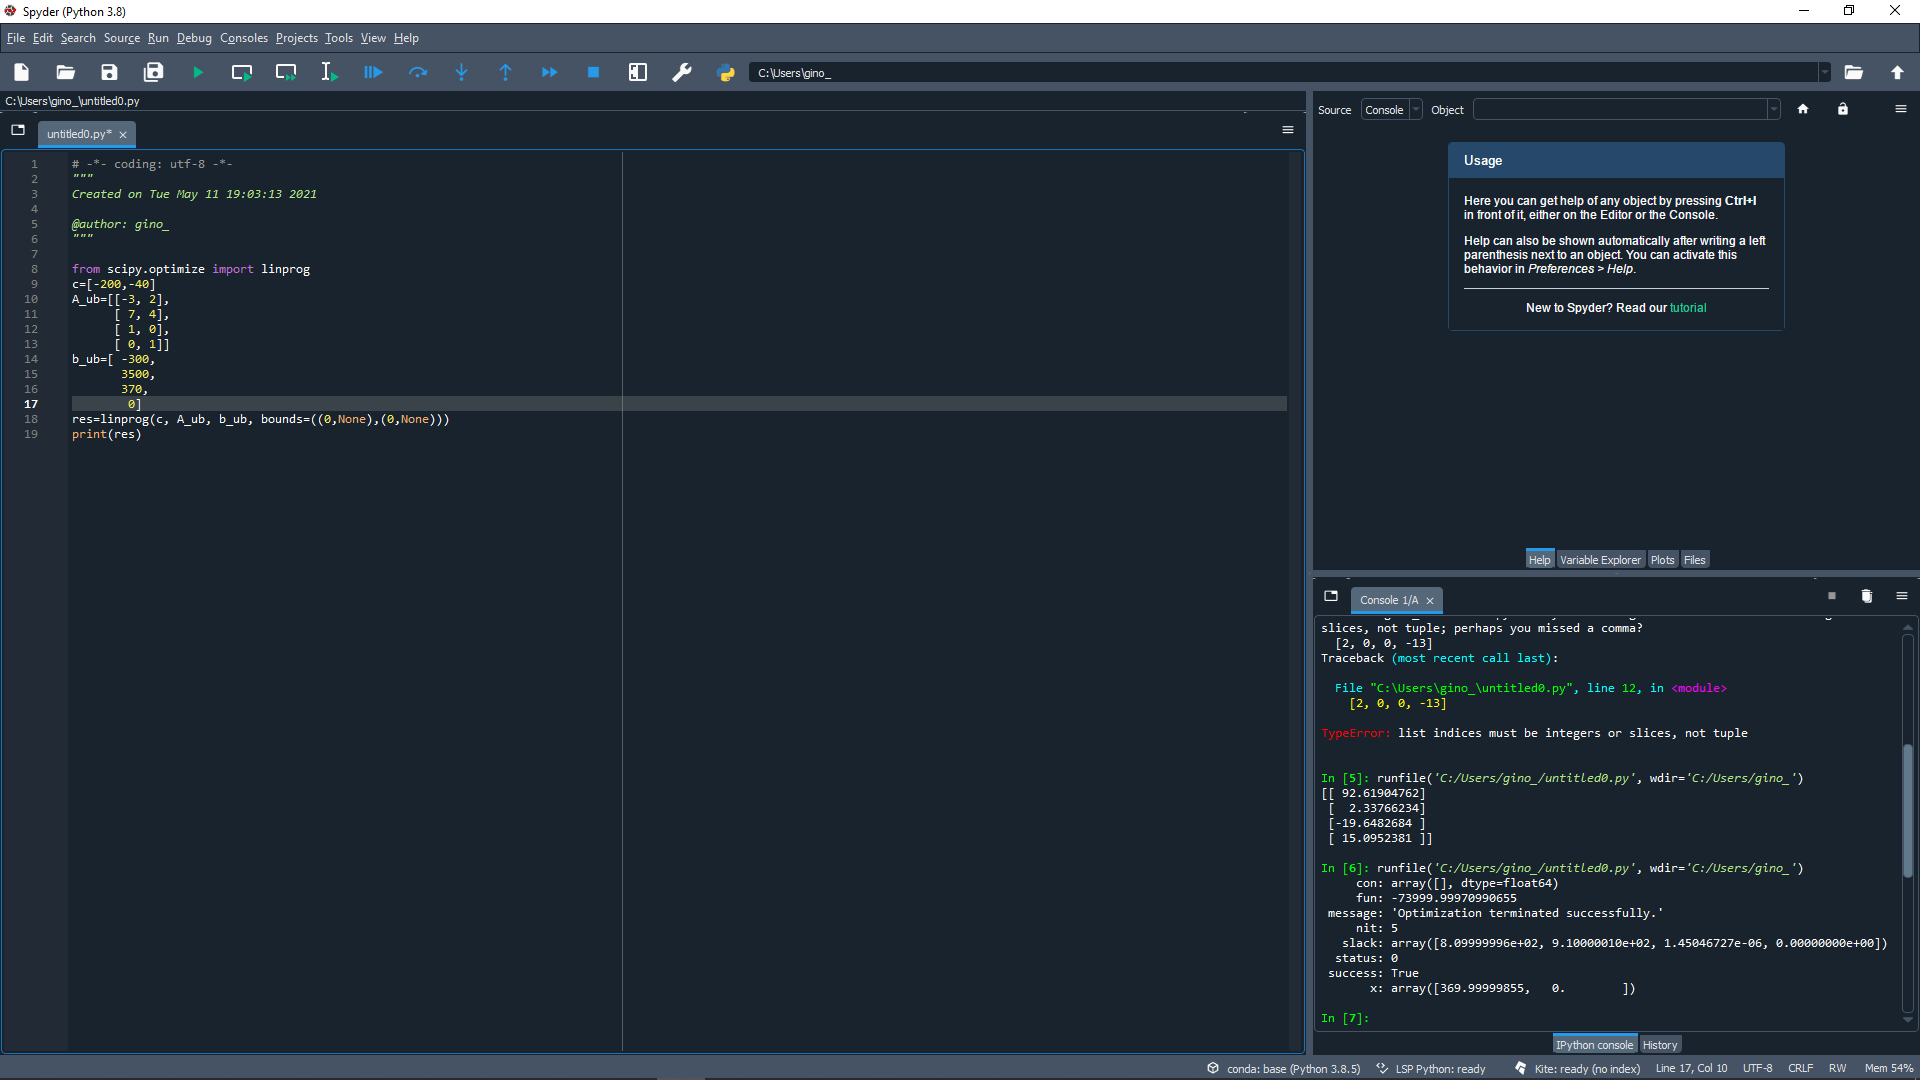 Spyder (Python 3.8)
File Edit Search Source Run Debug Consoles Projects Tools View Help
C:\Users\gino_
C:\Users\gino_\untitled0.py
untitled0.py*
1 # -*- coding: utf-8 -*-
2 """
3 Created on Tue May 11 19:03:13 2021
4
5 @author: gino_
6 """
7
8 from scipy.optimize import linprog
9 c=[-200,-40]
10 A_ub=[[-3, 2],
11 [ 7, 4],
12 [ 1, 0],
13 [ 0, 1]]
14 b_ub=[ -300,
15 3500,
16 370,
17 0]
18 res=linprog(c, A_ub, b_ub, bounds=((0,None),(0,None)))
19 print(res)
Source Console Object
Usage
Here you can get help of any object by pressing Ctrl+I
in front of it, either on the Editor or the Console.
Help can also be shown automatically after writing a left
parenthesis next to an object. You can activate this
behavior in Preferences > Help.
New to Spyder? Read our tutorial
Help Variable Explorer Plots Files
Console 1/A
slices, not tuple; perhaps you missed a comma?
[2, 0, 0, -13]
Traceback (most recent call last):
File "C:\Users\gino_\untitled0.py", line 12, in <module>
[2, 0, 0, -13]
TypeError: list indices must be integers or slices, not tuple
In [5]: runfile('C:/Users/gino_/untitled0.py', wdir='C:/Users/gino_')
[[ 92.61904762]
[ 2.33766234]
[-19.6482684 ]
[ 15.0952381 ]]
In [6]: runfile('C:/Users/gino_/untitled0.py', wdir='C:/Users/gino_')
con: array([], dtype=float64)
fun: -73999.99970990655
message: 'Optimization terminated successfully.'
nit: 5
slack: array([8.09999996e+02, 9.10000010e+02, 1.45046727e-06, 0.00000000e+00])
status: 0
success: True
x: array([369.99999855, 0. ])
In [7]:
IPython console History
conda: base (Python 3.8.5) LSP Python: ready Kite: ready (no index) Line 17, Col 10 UTF-8 CRLF RW Mem 54%